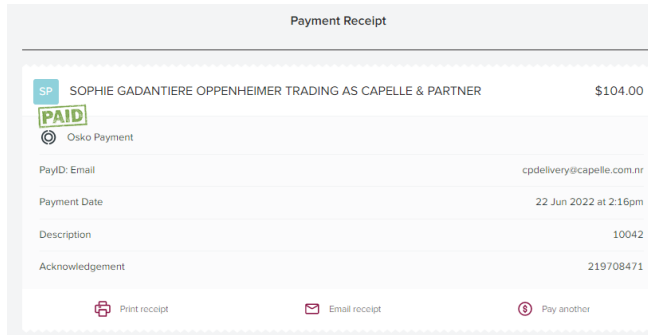 Payment Receipt
SP SOPHIE GADANTIERE OPPENHEIMER TRADING AS CAPELLE & PARTNER $104.00
PAID
Osko Payment
PayID: Email cpdelivery@capelle.com.nr
Payment Date 22 Jun 2022 at 2:16pm
Description 10042
Acknowledgement 219708471
Print receipt Email receipt Pay another